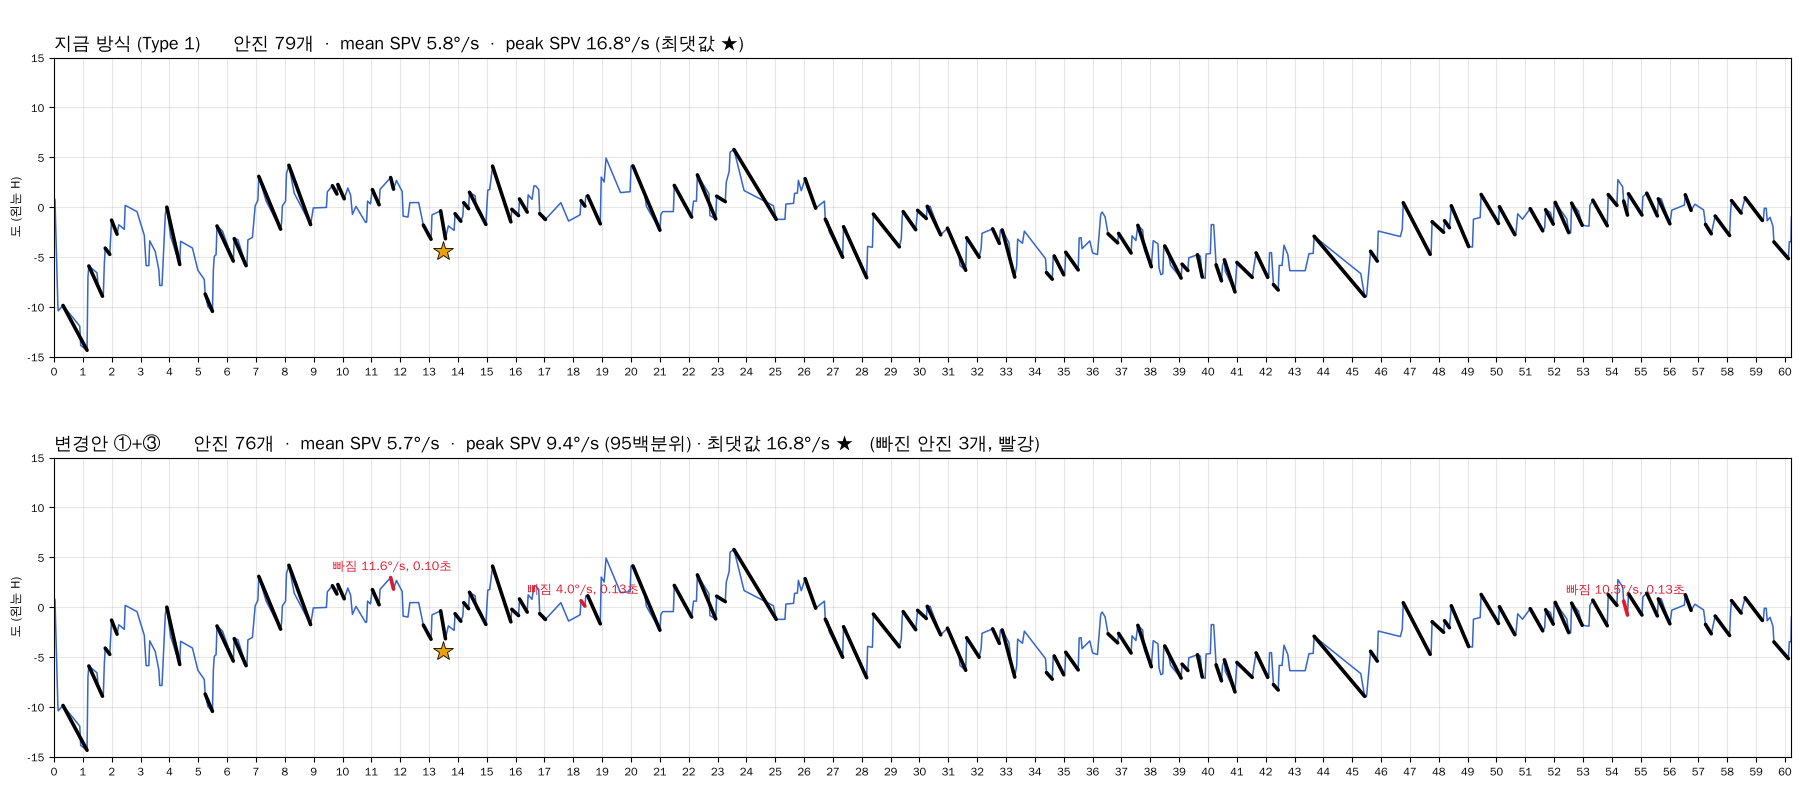 지금 방식 (Type 1)  안진 79개 · mean SPV 5.8°/s · peak SPV 16.8°/s (최댓값 ★)
15
10
5
0
-5
-10
-15
도 (왼눈 H)
0 1 2 3 4 5 6 7 8 9 10 11 12 13 14 15 16 17 18 19 20 21 22 23 24 25 26 27 28 29 30 31 32 33 34 35 36 37 38 39 40 41 42 43 44 45 46 47 48 49 50 51 52 53 54 55 56 57 58 59 60
변경안 ①+③  안진 76개 · mean SPV 5.7°/s · peak SPV 9.4°/s (95백분위) · 최댓값 16.8°/s ★ (빠진 안진 3개, 빨강)
15
10
5
0
-5
-10
-15
도 (왼눈 H)
빠짐 11.6°/s, 0.10초
빠짐 4.0°/s, 0.13초
빠짐 10.5°/s, 0.13초
0 1 2 3 4 5 6 7 8 9 10 11 12 13 14 15 16 17 18 19 20 21 22 23 24 25 26 27 28 29 30 31 32 33 34 35 36 37 38 39 40 41 42 43 44 45 46 47 48 49 50 51 52 53 54 55 56 57 58 59 60